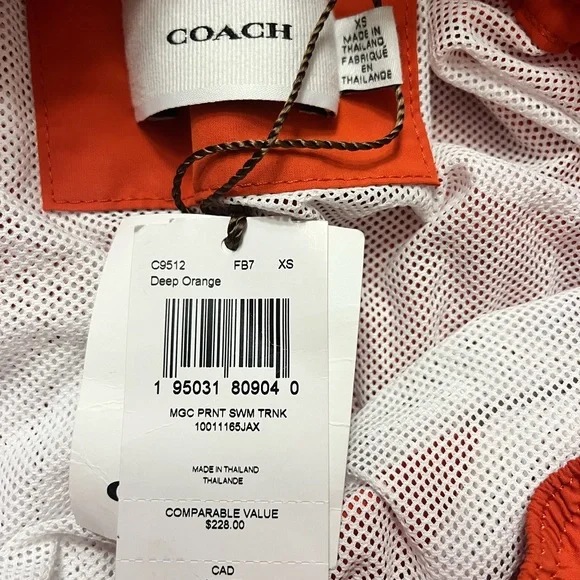 COACH
XS
MADE IN
THAILAND
FABRIQUÉ
EN
THAILANDE
C9512 FB7 XS
Deep Orange
1 95031 80904 0
MGC PRNT SWM TRNK
10011165JAX
MADE IN THAILAND
THAILANDE
COMPARABLE VALUE
$228.00
CAD